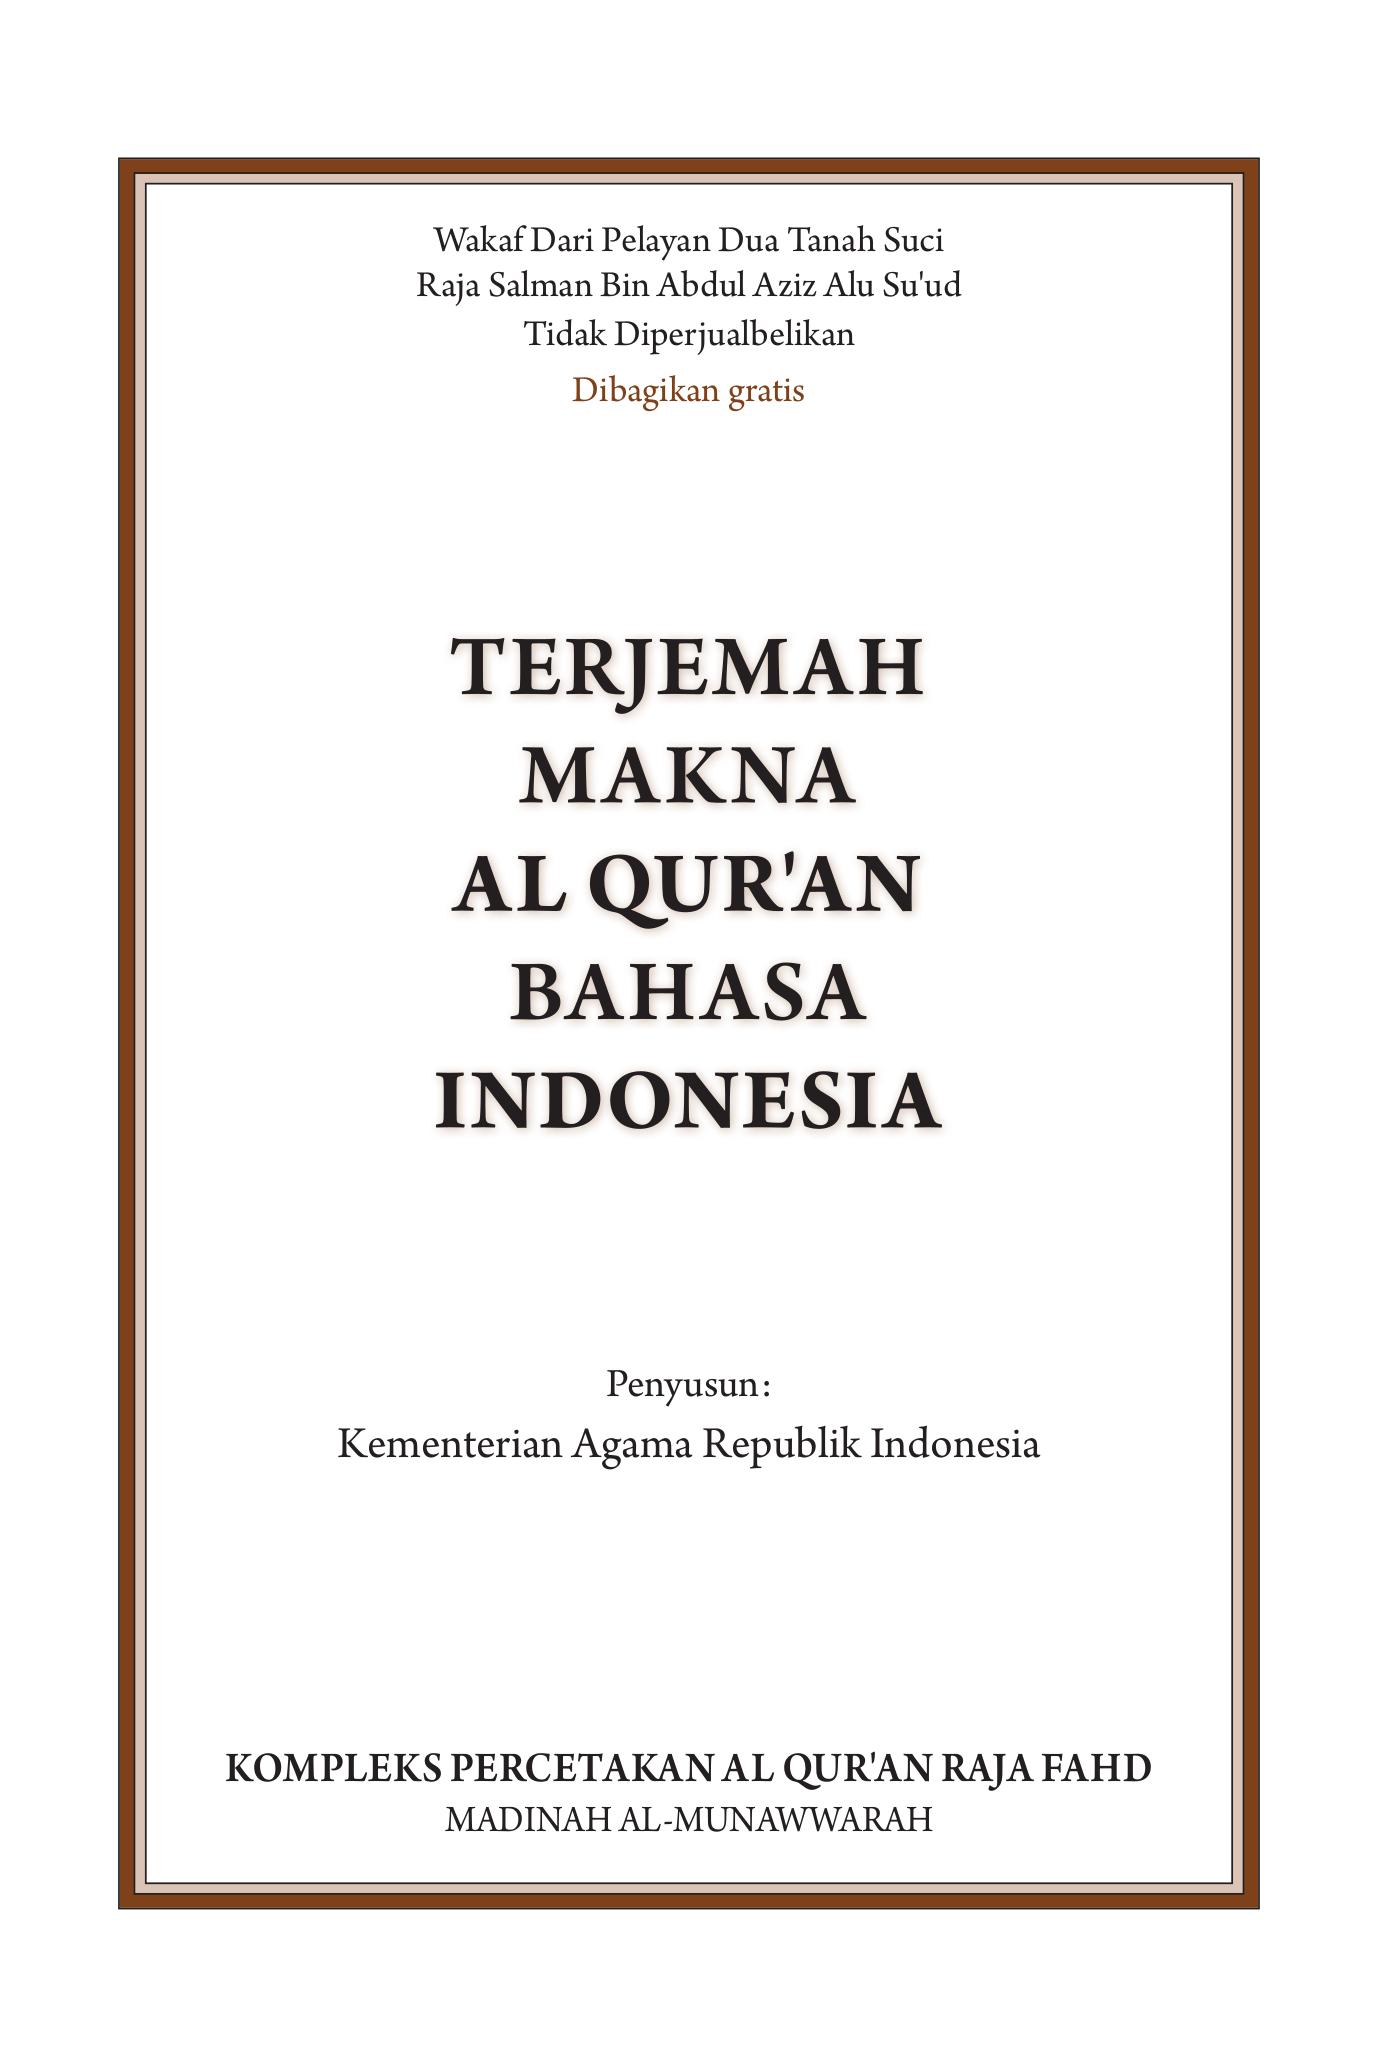 Wakaf Dari Pelayan Dua Tanah Suci
Raja Salman Bin Abdul Aziz Alu Su'ud
Tidak Diperjualbelikan
Dibagikan gratis
TERJEMAH
MAKNA
AL QUR'AN
BAHASA
INDONESIA
Penyusun:
Kementerian Agama Republik Indonesia
KOMPLEKS PERCETAKAN AL QUR'AN RAJA FAHD
MADINAH AL-MUNAWWARAH